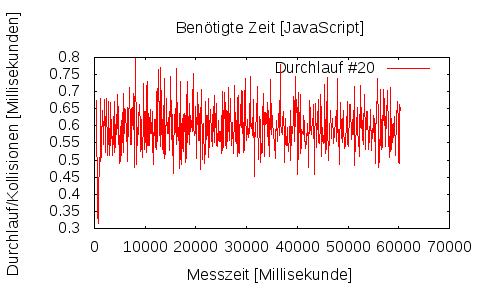 Benötigte Zeit [JavaScript]
Durchlauf/Kollisionen [Millisekunden]
Durchlauf #20
0.8
0.75
0.7
0.65
0.6
0.55
0.5
0.45
0.4
0.35
0.3
0 10000 20000 30000 40000 50000 60000 70000
Messzeit [Millisekunde]